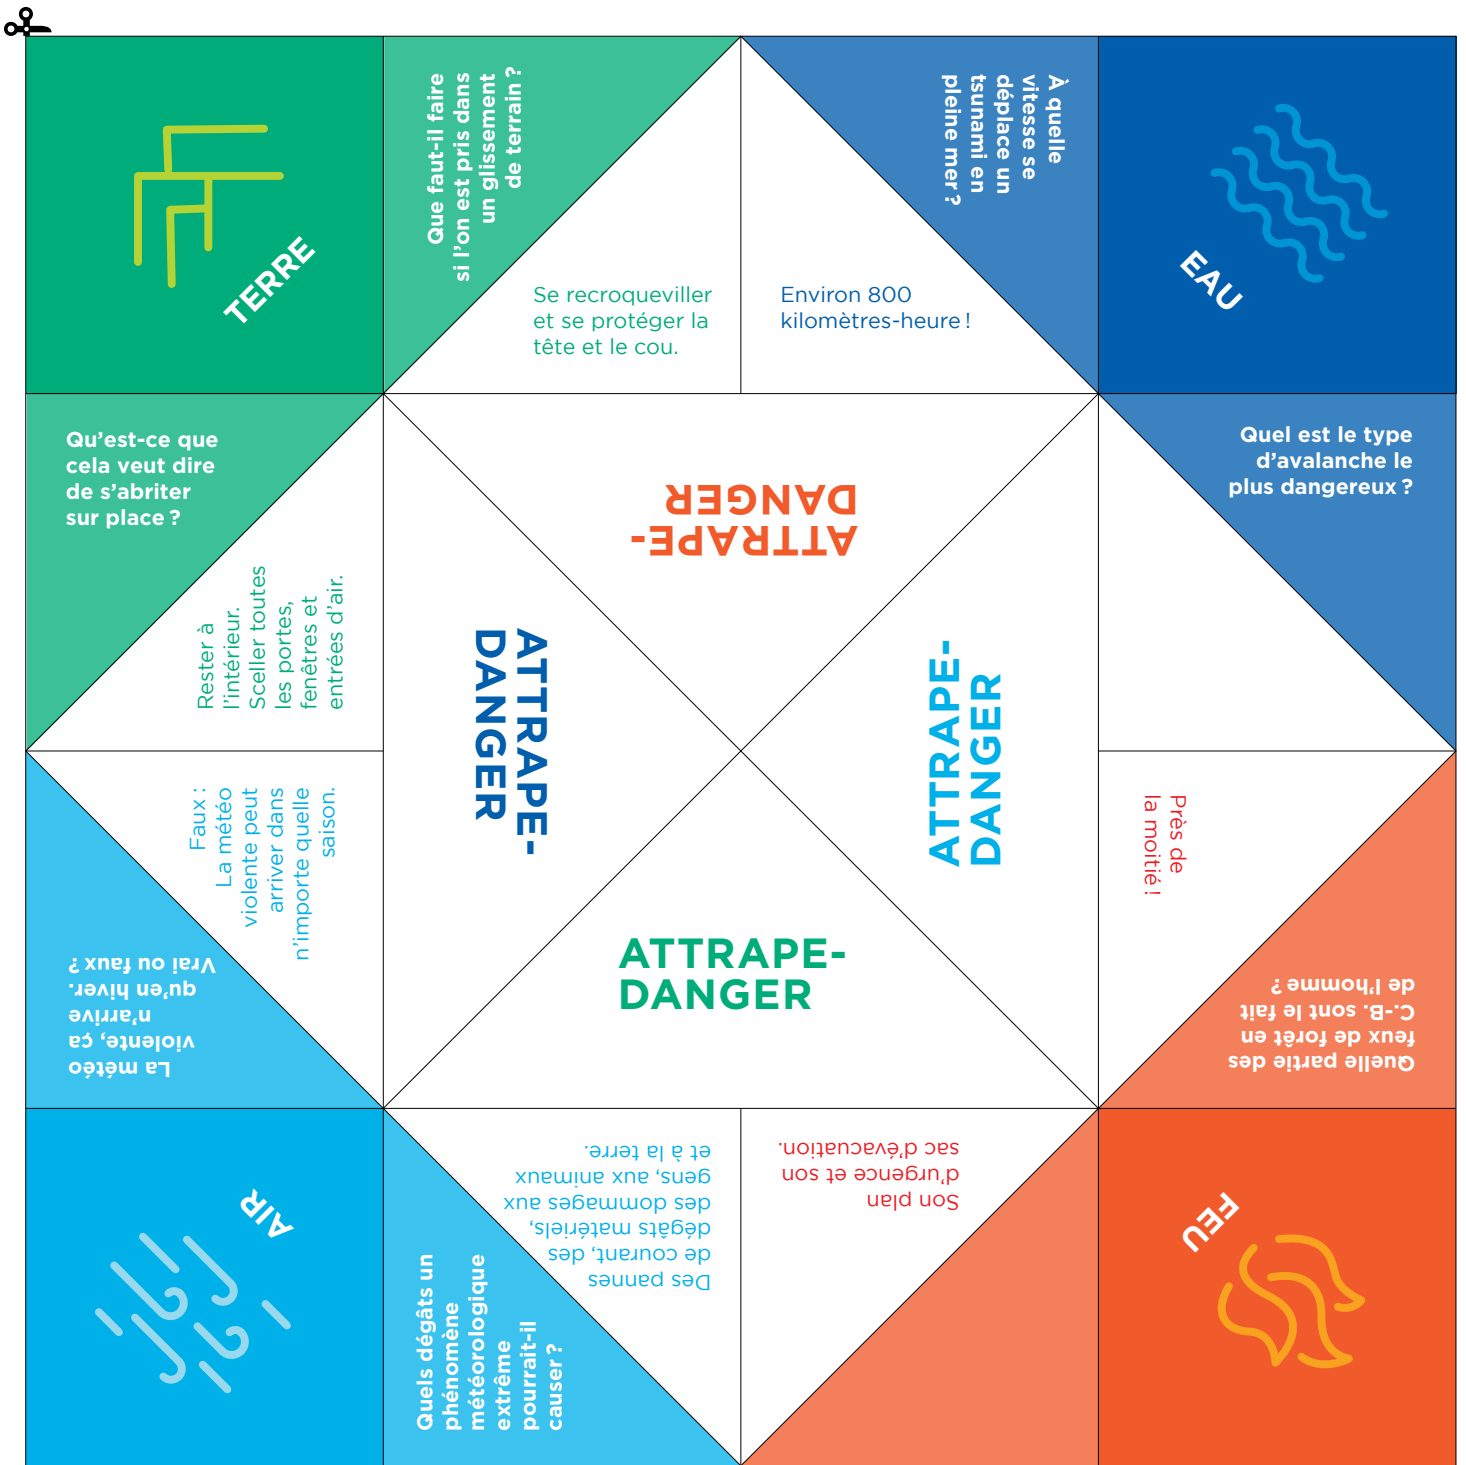 TERRE
Que faut-il faire
si l'on est pris dans
un glissement
de terrain ?
Se recroqueviller
et se protéger la
tête et le cou.
À quelle
vitesse se
déplace un
tsunami en
pleine mer ?
Environ 800
kilomètres-heure !
EAU
Qu'est-ce que
cela veut dire
de s'abriter
sur place ?
Rester à
l'intérieur.
Sceller toutes
les portes,
fenêtres et
entrées d'air.
ATTRAPE-
DANGER
ATTRAPE-
DANGER
ATTRAPE-
DANGER
ATTRAPE-
DANGER
Quel est le type
d'avalanche le
plus dangereux ?
Faux :
La météo
violente peut
arriver dans
n'importe quelle
saison.
La météo
violente, ça
n'arrive
qu'en hiver.
Vrai ou faux ?
Près de
la moitié !
Quelle partie des
feux de forêt en
C.-B. sont le fait
de l'homme ?
AIR
Quels dégâts un
phénomène
météorologique
extrême
pourrait-il
causer ?
Des pannes
de courant, des
dégâts matériels,
des dommages aux
gens, aux animaux
et à la terre.
Son plan
d'urgence et son
sac d'évacuation.
FEU